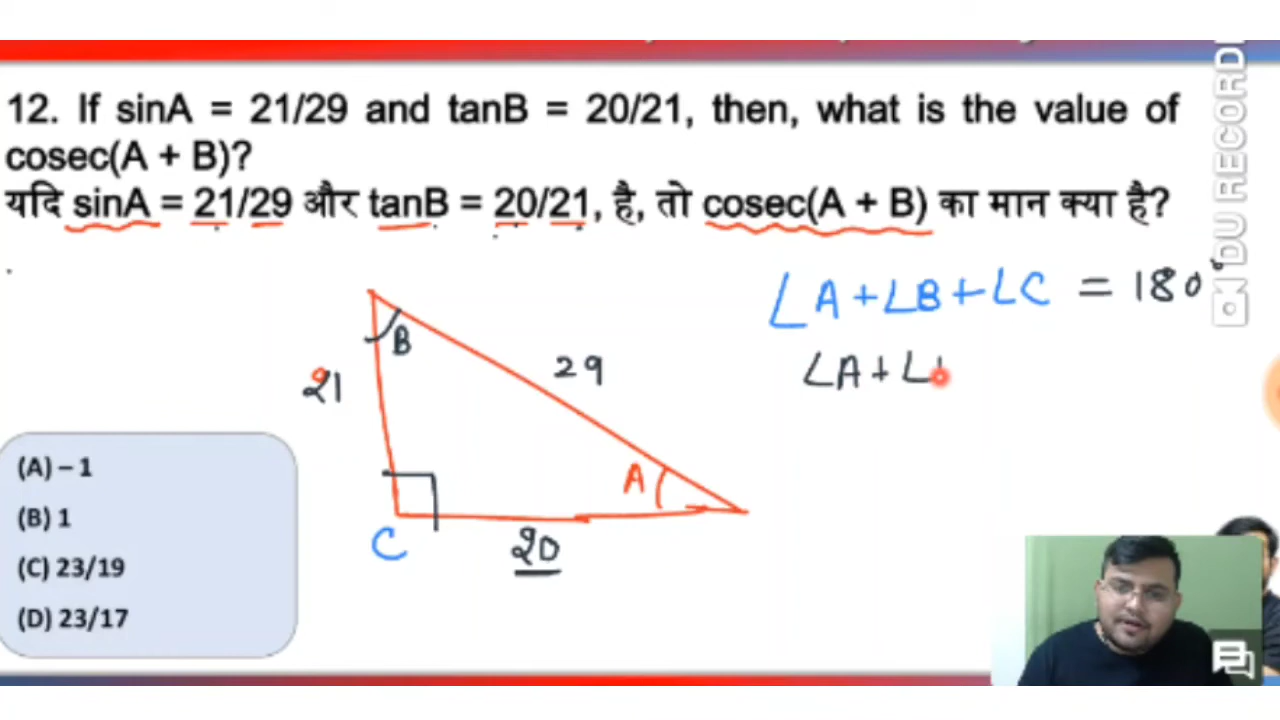 12. If sinA = 21/29 and tanB = 20/21, then, what is the value of
cosec(A + B)?
यदि sinA = 21/29 और tanB = 20/21, है, तो cosec(A + B) का मान क्या है?
∠A + ∠B + ∠C = 180°
∠A + ∠
B
21
29
A
C
20
(A) – 1
(B) 1
(C) 23/19
(D) 23/17
DU RECORD